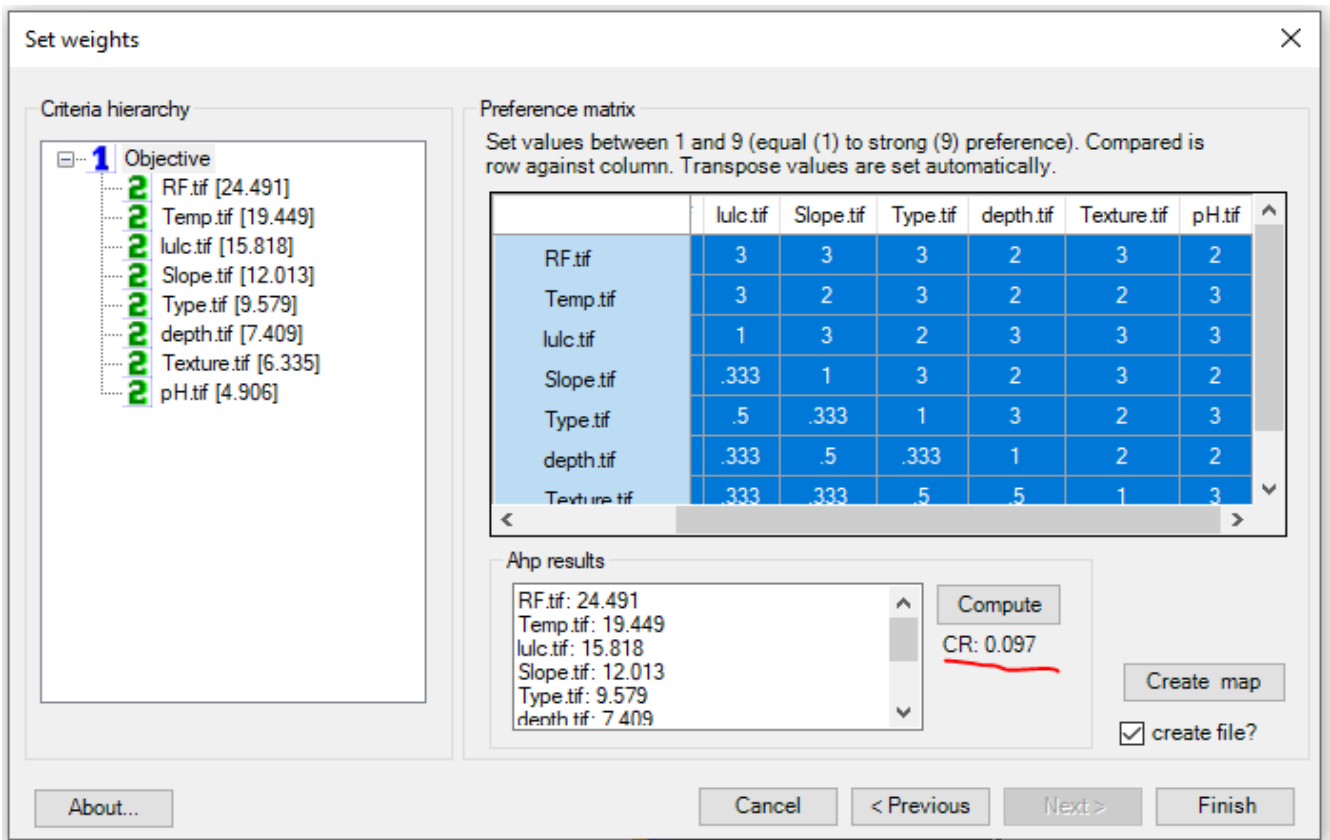 Set weights
Criteria hierarchy
1 Objective
2 RF.tif [24.491]
2 Temp.tif [19.449]
2 lulc.tif [15.818]
2 Slope.tif [12.013]
2 Type.tif [9.579]
2 depth.tif [7.409]
2 Texture.tif [6.335]
2 pH.tif [4.906]
Preference matrix
Set values between 1 and 9 (equal (1) to strong (9) preference). Compared is
row against column. Transpose values are set automatically.
lulc.tif Slope.tif Type.tif depth.tif Texture.tif pH.tif
RF.tif 3 3 3 2 3 2
Temp.tif 3 2 3 2 2 3
lulc.tif 1 3 2 3 3 3
Slope.tif .333 1 3 2 3 2
Type.tif .5 .333 1 3 2 3
depth.tif .333 .5 .333 1 2 2
Texture.tif .333 .333 .5 .5 1 3
Ahp results
RF.tif: 24.491
Temp.tif: 19.449
lulc.tif: 15.818
Slope.tif: 12.013
Type.tif: 9.579
depth.tif: 7.409
Compute
CR: 0.097
Create map
create file?
About...
Cancel
< Previous
Next >
Finish